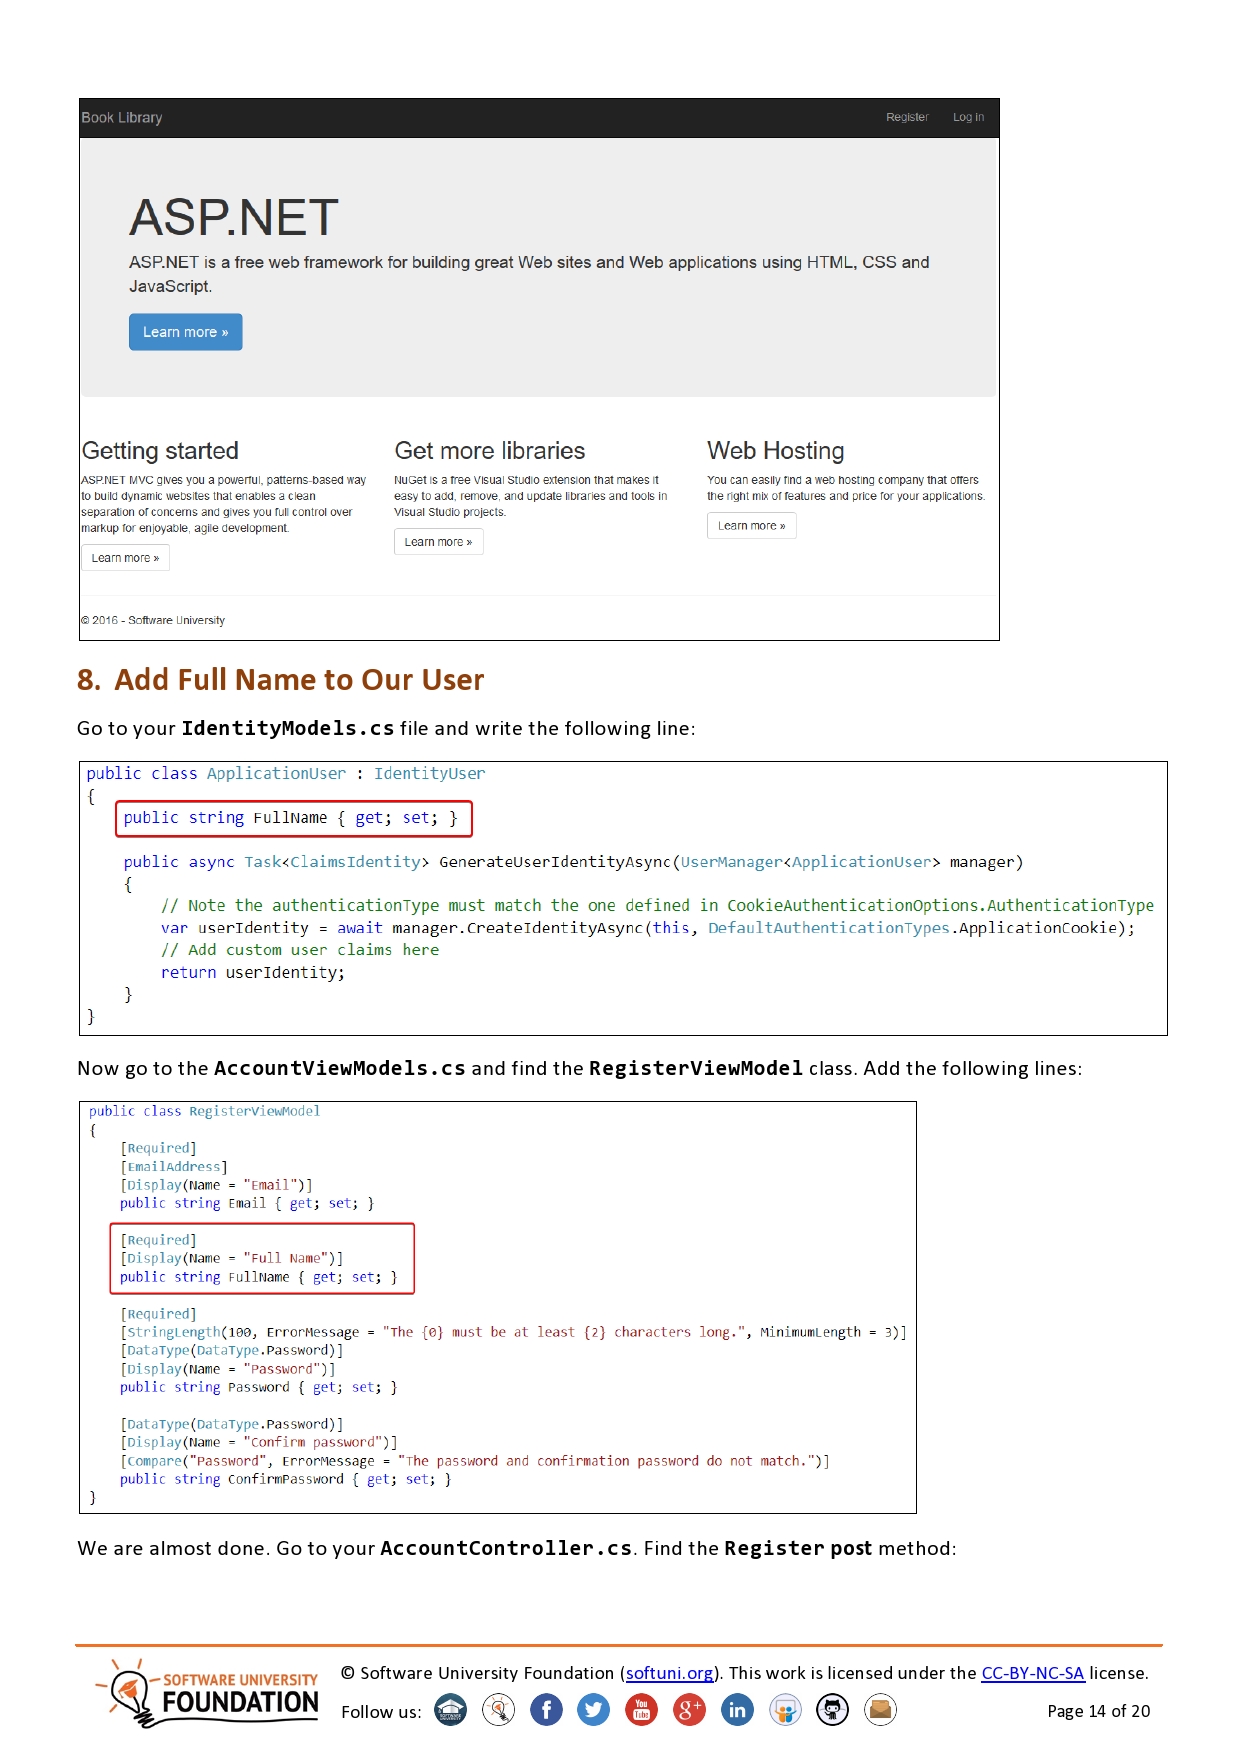 Book Library
Register
Log in
ASP.NET
ASP.NET is a free web framework for building great Web sites and Web applications using HTML, CSS and
JavaScript.
Learn more »
Getting started
ASP.NET MVC gives you a powerful, patterns-based way
to build dynamic websites that enables a clean
separation of concerns and gives you full control over
markup for enjoyable, agile development.
Learn more »
Get more libraries
NuGet is a free Visual Studio extension that makes it
easy to add, remove, and update libraries and tools in
Visual Studio projects.
Learn more »
Web Hosting
You can easily find a web hosting company that offers
the right mix of features and price for your applications.
Learn more »
© 2016 - Software University
8. Add Full Name to Our User
Go to your IdentityModels.cs file and write the following line:
public class ApplicationUser : IdentityUser
{
public string FullName { get; set; }
public async Task<ClaimsIdentity> GenerateUserIdentityAsync(UserManager<ApplicationUser> manager)
{
// Note the authenticationType must match the one defined in CookieAuthenticationOptions.AuthenticationType
var userIdentity = await manager.CreateIdentityAsync(this, DefaultAuthenticationTypes.ApplicationCookie);
// Add custom user claims here
return userIdentity;
}
}
Now go to the AccountViewModels.cs and find the RegisterViewModel class. Add the following lines:
public class RegisterViewModel
{
[Required]
[EmailAddress]
[Display(Name = "Email")]
public string Email { get; set; }
[Required]
[Display(Name = "Full Name")]
public string FullName { get; set; }
[Required]
[StringLength(100, ErrorMessage = "The {0} must be at least {2} characters long.", MinimumLength = 3)]
[DataType(DataType.Password)]
[Display(Name = "Password")]
public string Password { get; set; }
[DataType(DataType.Password)]
[Display(Name = "Confirm password")]
[Compare("Password", ErrorMessage = "The password and confirmation password do not match.")]
public string ConfirmPassword { get; set; }
}
We are almost done. Go to your AccountController.cs. Find the Register post method:
SOFTWARE UNIVERSITY
FOUNDATION
© Software University Foundation (softuni.org). This work is licensed under the CC-BY-NC-SA license.
Follow us:
You
Tube
g+
in
Page 14 of 20